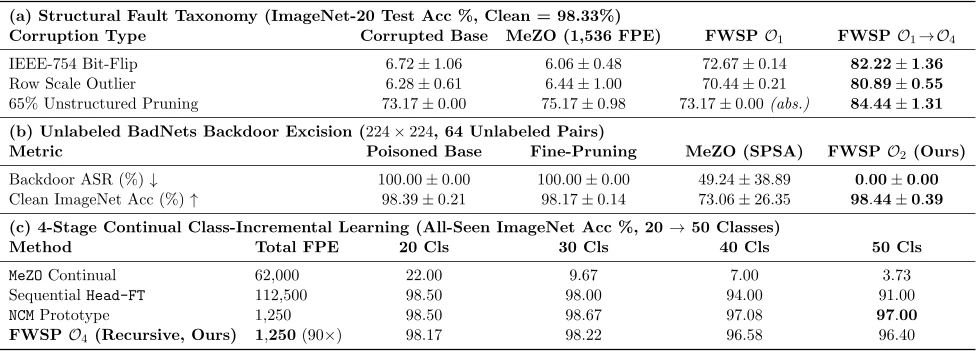 (a) Structural Fault Taxonomy (ImageNet-20 Test Acc %, Clean = 98.33%)
Corruption Type Corrupted Base MeZO (1,536 FPE) FWSP O₁ FWSP O₁→O₄
IEEE-754 Bit-Flip 6.72 ± 1.06 6.06 ± 0.48 72.67 ± 0.14 82.22 ± 1.36
Row Scale Outlier 6.28 ± 0.61 6.44 ± 1.00 70.44 ± 0.21 80.89 ± 0.55
65% Unstructured Pruning 73.17 ± 0.00 75.17 ± 0.98 73.17 ± 0.00 (abs.) 84.44 ± 1.31
(b) Unlabeled BadNets Backdoor Excision (224 × 224, 64 Unlabeled Pairs)
Metric Poisoned Base Fine-Pruning MeZO (SPSA) FWSP O₂ (Ours)
Backdoor ASR (%) ↓ 100.00 ± 0.00 100.00 ± 0.00 49.24 ± 38.89 0.00 ± 0.00
Clean ImageNet Acc (%) ↑ 98.39 ± 0.21 98.17 ± 0.14 73.06 ± 26.35 98.44 ± 0.39
(c) 4-Stage Continual Class-Incremental Learning (All-Seen ImageNet Acc %, 20 → 50 Classes)
Method Total FPE 20 Cls 30 Cls 40 Cls 50 Cls
MeZO Continual 62,000 22.00 9.67 7.00 3.73
Sequential Head-FT 112,500 98.50 98.00 94.00 91.00
NCM Prototype 1,250 98.50 98.67 97.08 97.00
FWSP O₄ (Recursive, Ours) 1,250 (90×) 98.17 98.22 96.58 96.40